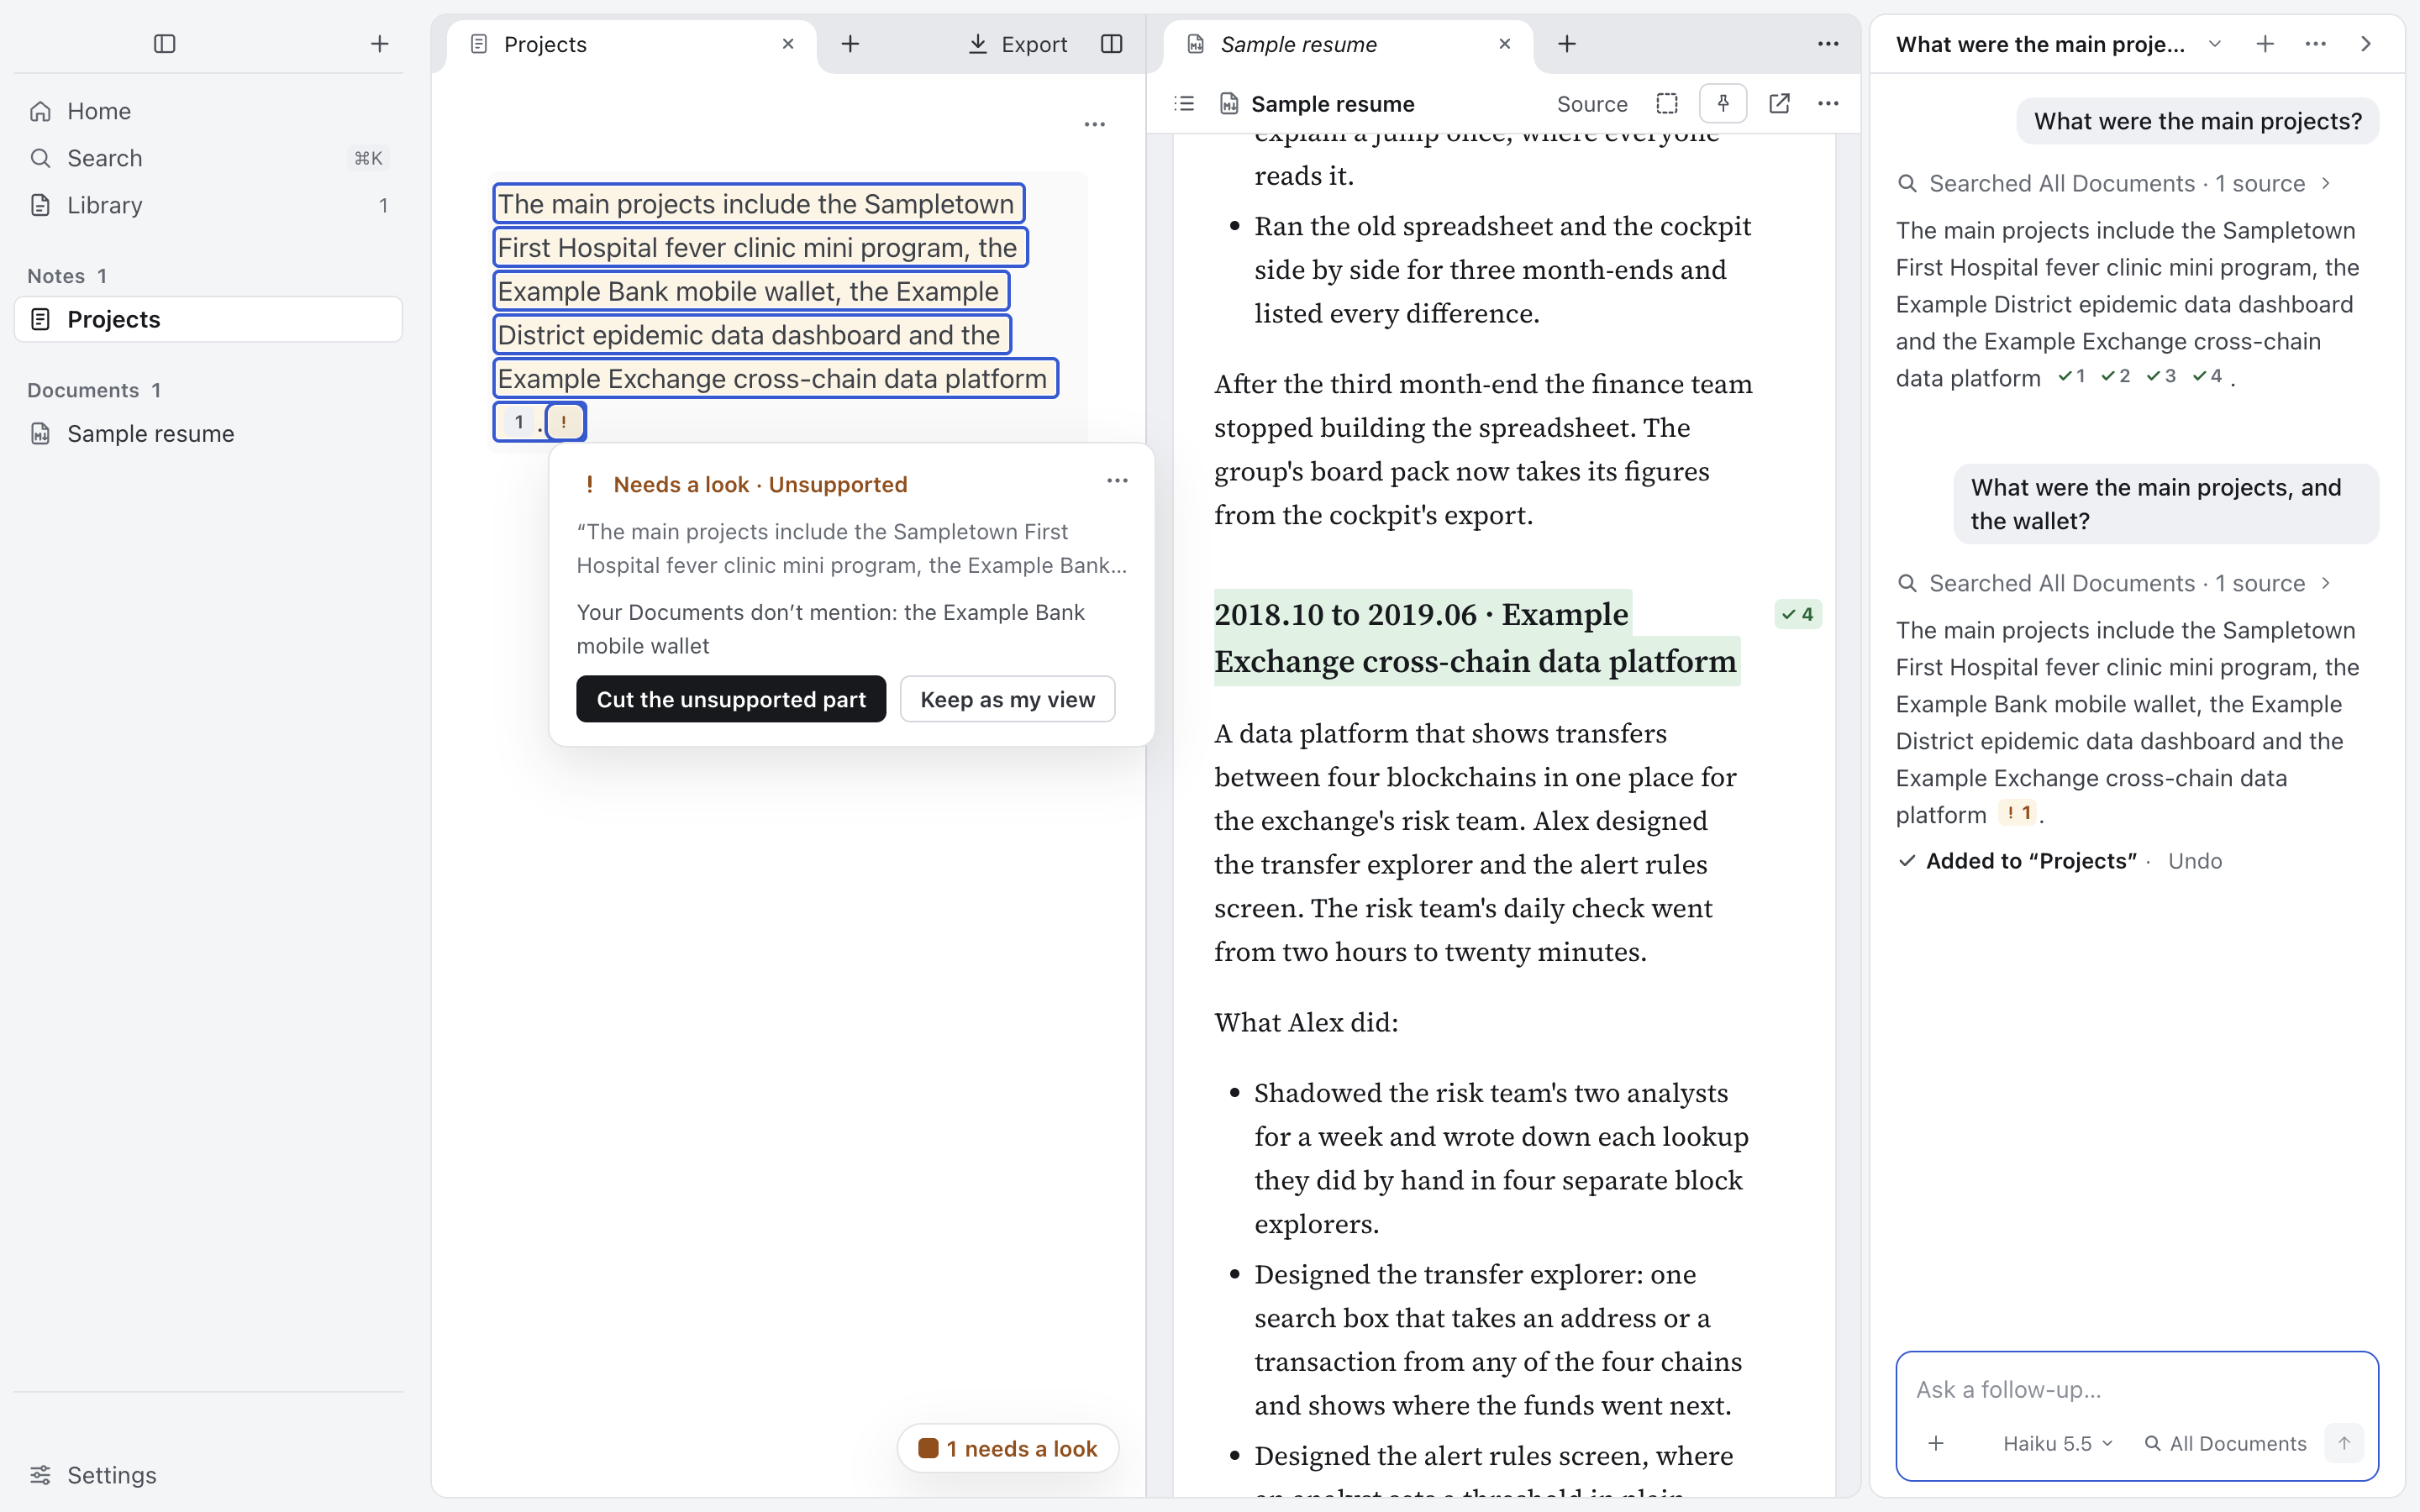 Home
Search ⌘K
Library 1
Notes 1
Projects
Documents 1
Sample resume
Settings
Projects
Export
The main projects include the Sampletown
First Hospital fever clinic mini program, the
Example Bank mobile wallet, the Example
District epidemic data dashboard and the
Example Exchange cross-chain data platform
1 . !
! Needs a look · Unsupported
“The main projects include the Sampletown First
Hospital fever clinic mini program, the Example Bank...
Your Documents don’t mention: the Example Bank
mobile wallet
Cut the unsupported part
Keep as my view
1 needs a look
Sample resume
Sample resume
Source
explain a jump once, where everyone
reads it.
• Ran the old spreadsheet and the cockpit
side by side for three month-ends and
listed every difference.
After the third month-end the finance team
stopped building the spreadsheet. The
group's board pack now takes its figures
from the cockpit's export.
2018.10 to 2019.06 · Example
Exchange cross-chain data platform
✓ 4
A data platform that shows transfers
between four blockchains in one place for
the exchange's risk team. Alex designed
the transfer explorer and the alert rules
screen. The risk team's daily check went
from two hours to twenty minutes.
What Alex did:
• Shadowed the risk team's two analysts
for a week and wrote down each lookup
they did by hand in four separate block
explorers.
• Designed the transfer explorer: one
search box that takes an address or a
transaction from any of the four chains
and shows where the funds went next.
• Designed the alert rules screen, where
an analyst sets a threshold in plain
What were the main proje...
What were the main projects?
Searched All Documents · 1 source
The main projects include the Sampletown
First Hospital fever clinic mini program, the
Example District epidemic data dashboard
and the Example Exchange cross-chain
data platform ✓1 ✓2 ✓3 ✓4 .
What were the main projects, and
the wallet?
Searched All Documents · 1 source
The main projects include the Sampletown
First Hospital fever clinic mini program, the
Example Bank mobile wallet, the Example
District epidemic data dashboard and the
Example Exchange cross-chain data
platform ! 1 .
✓ Added to “Projects” · Undo
Ask a follow-up...
Haiku 5.5
All Documents